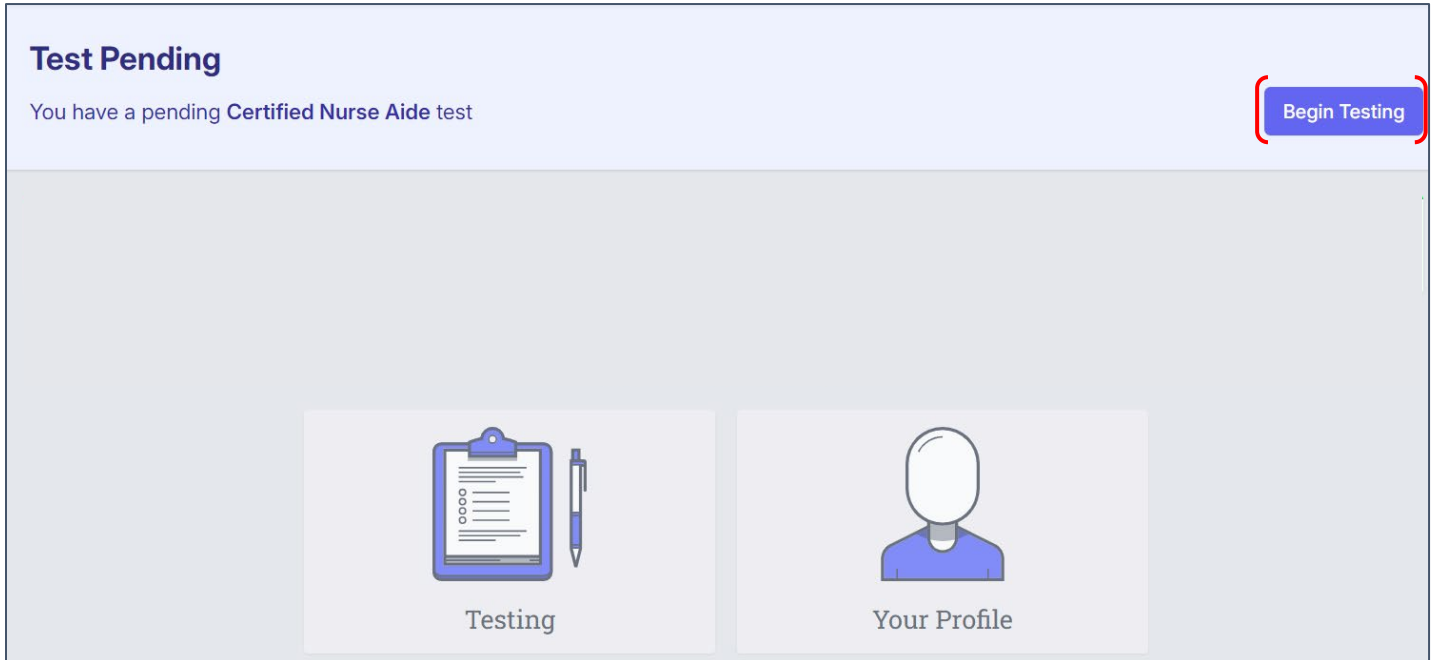 Test Pending
You have a pending Certified Nurse Aide test
Begin Testing
Testing
Your Profile